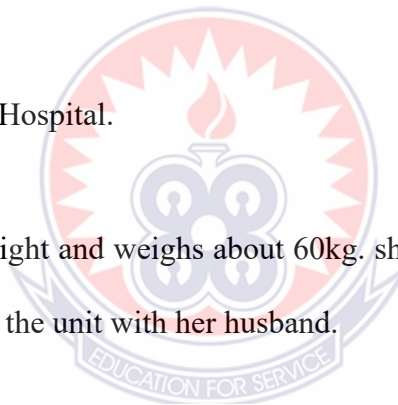 Hospital.
ight and weighs about 60kg. sh
the unit with her husband.
EDUCATION FOR SERVICE